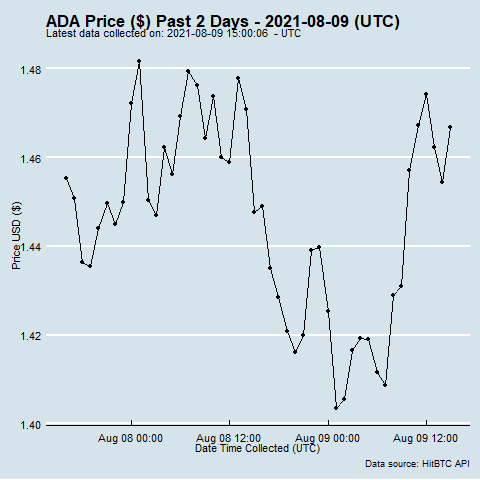 ADA Price ($) Past 2 Days - 2021-08-09 (UTC)
Latest data collected on: 2021-08-09 15:00:06 - UTC
1.48
1.46
1.44
1.42
1.40
Price USD ($)
Aug 08 00:00 Aug 08 12:00 Aug 09 00:00 Aug 09 12:00
Date Time Collected (UTC)
Data source: HitBTC API